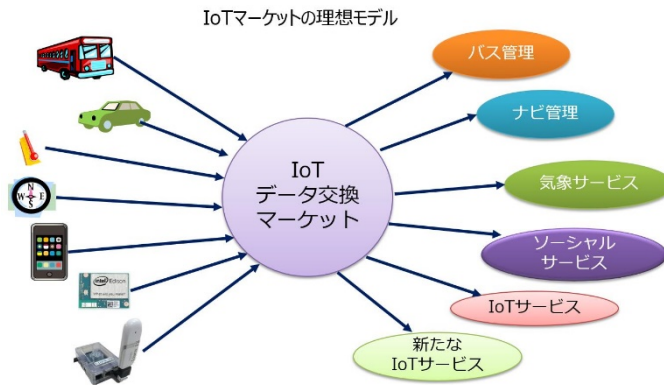 IoTマーケットの理想モデル
バス管理
ナビ管理
IoT
データ交換
マーケット
気象サービス
ソーシャル
サービス
IoTサービス
新たな
IoTサービス
N
W
E
S
intel Edison